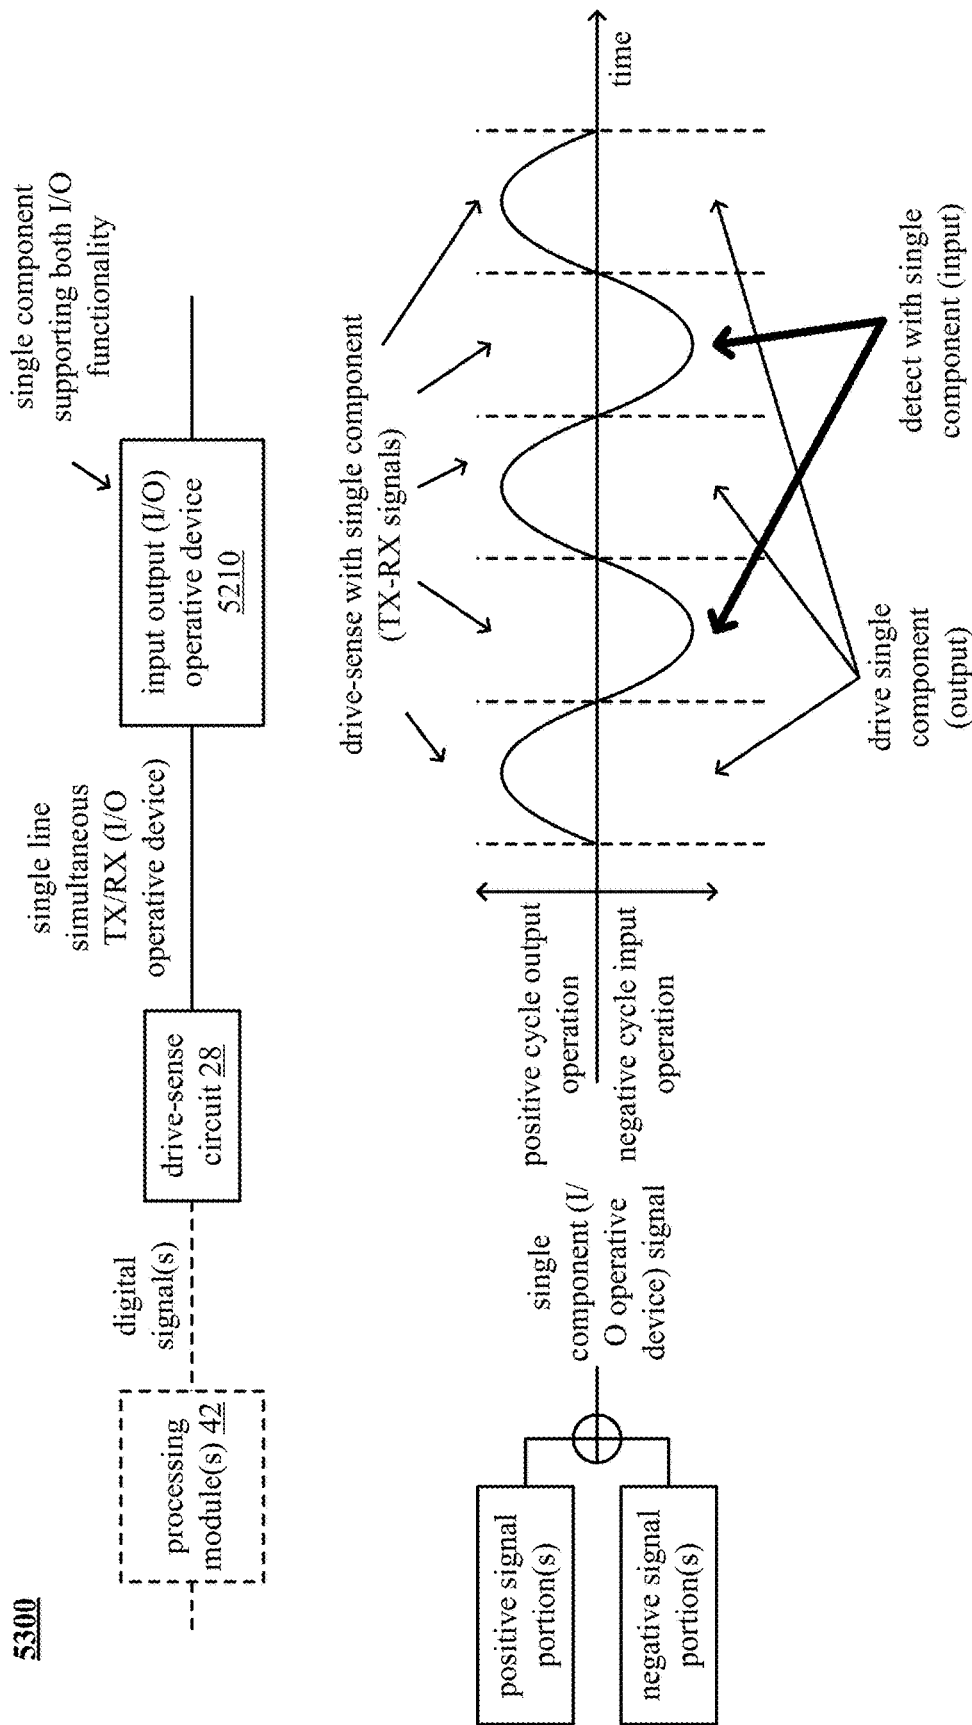 5300
processing
module(s) 42
digital
signal(s)
drive-sense
circuit 28
single line
simultaneous
TX/RX (I/O
operative device)
input output (I/O)
operative device
5210
single component
supporting both I/O
functionality
positive signal
portion(s)
negative signal
portion(s)
single
component (I/
O operative
device) signal
positive cycle output
operation
negative cycle input
operation
drive-sense with single component
(TX-RX signals)
time
drive single
component
(output)
detect with single
component (input)